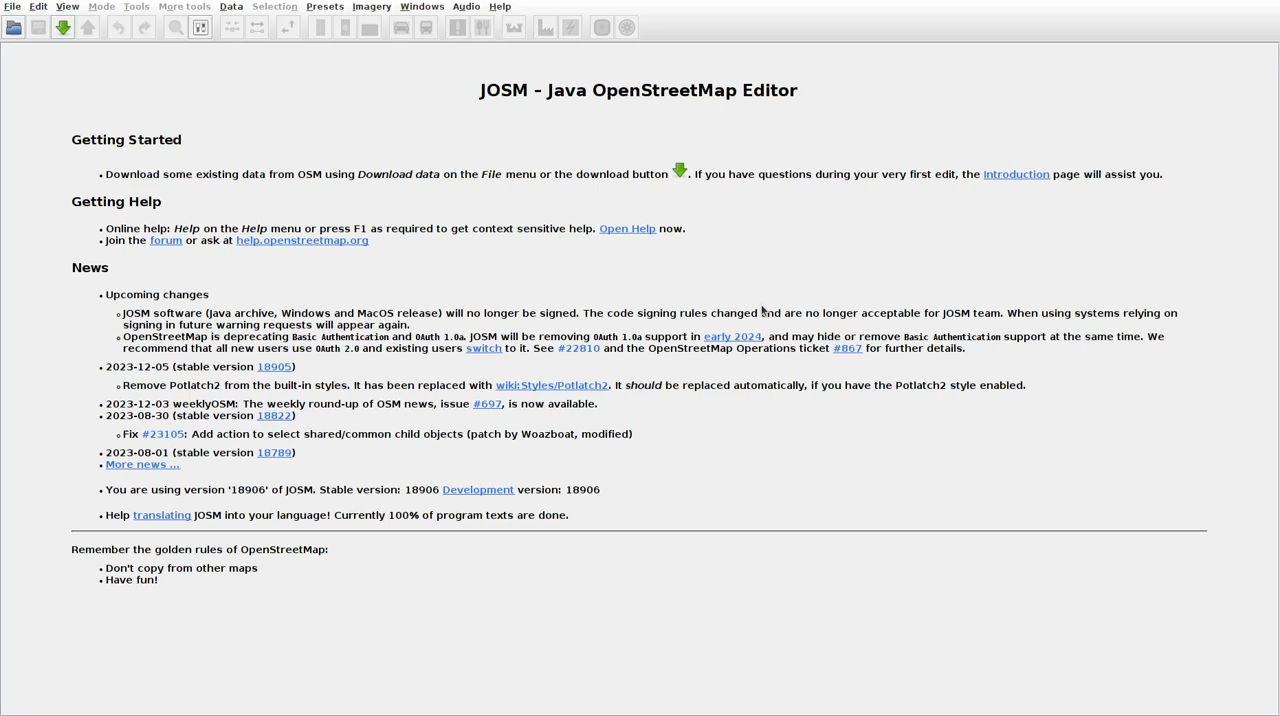 File Edit View Mode Tools More tools Data Selection Presets Imagery Windows Audio Help
JOSM – Java OpenStreetMap Editor
Getting Started
Download some existing data from OSM using Download data on the File menu or the download button . If you have questions during your very first edit, the Introduction page will assist you.
Getting Help
Online help: Help on the Help menu or press F1 as required to get context sensitive help. Open Help now.
Join the forum or ask at help.openstreetmap.org
News
Upcoming changes
JOSM software (Java archive, Windows and MacOS release) will no longer be signed. The code signing rules changed and are no longer acceptable for JOSM team. When using systems relying on
signing in future warning requests will appear again.
OpenStreetMap is deprecating Basic Authentication and OAuth 1.0a. JOSM will be removing OAuth 1.0a support in early 2024, and may hide or remove Basic Authentication support at the same time. We
recommend that all new users use OAuth 2.0 and existing users switch to it. See #22810 and the OpenStreetMap Operations ticket #867 for further details.
2023-12-05 (stable version 18905)
Remove Potlatch2 from the built-in styles. It has been replaced with wiki:Styles/Potlatch2. It should be replaced automatically, if you have the Potlatch2 style enabled.
2023-12-03 weeklyOSM: The weekly round-up of OSM news, issue #697, is now available.
2023-08-30 (stable version 18822)
Fix #23105: Add action to select shared/common child objects (patch by Woazboat, modified)
2023-08-01 (stable version 18789)
More news ...
You are using version '18906' of JOSM. Stable version: 18906 Development version: 18906
Help translating JOSM into your language! Currently 100% of program texts are done.
Remember the golden rules of OpenStreetMap:
Don't copy from other maps
Have fun!